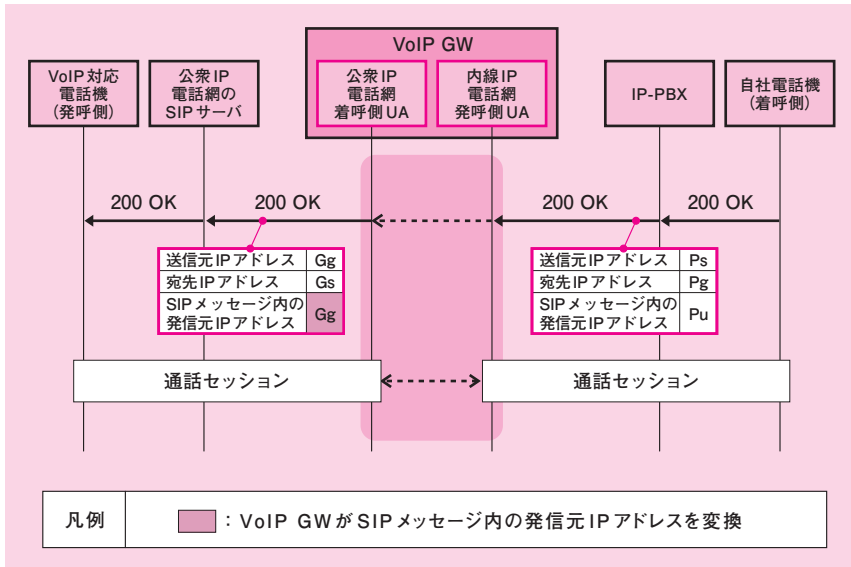 VoIP GW
VoIP対応
電話機
(発呼側)
公衆IP
電話網の
SIPサーバ
公衆IP
電話網
着呼側UA
内線IP
電話網
発呼側UA
IP-PBX
自社電話機
(着呼側)
200 OK
200 OK
200 OK
200 OK
送信元IPアドレス Gg
宛先IPアドレス Gs
SIPメッセージ内の
発信元IPアドレス Gg
送信元IPアドレス Ps
宛先IPアドレス Pg
SIPメッセージ内の
発信元IPアドレス Pu
通話セッション
通話セッション
凡例 : VoIP GWがSIPメッセージ内の発信元IPアドレスを変換